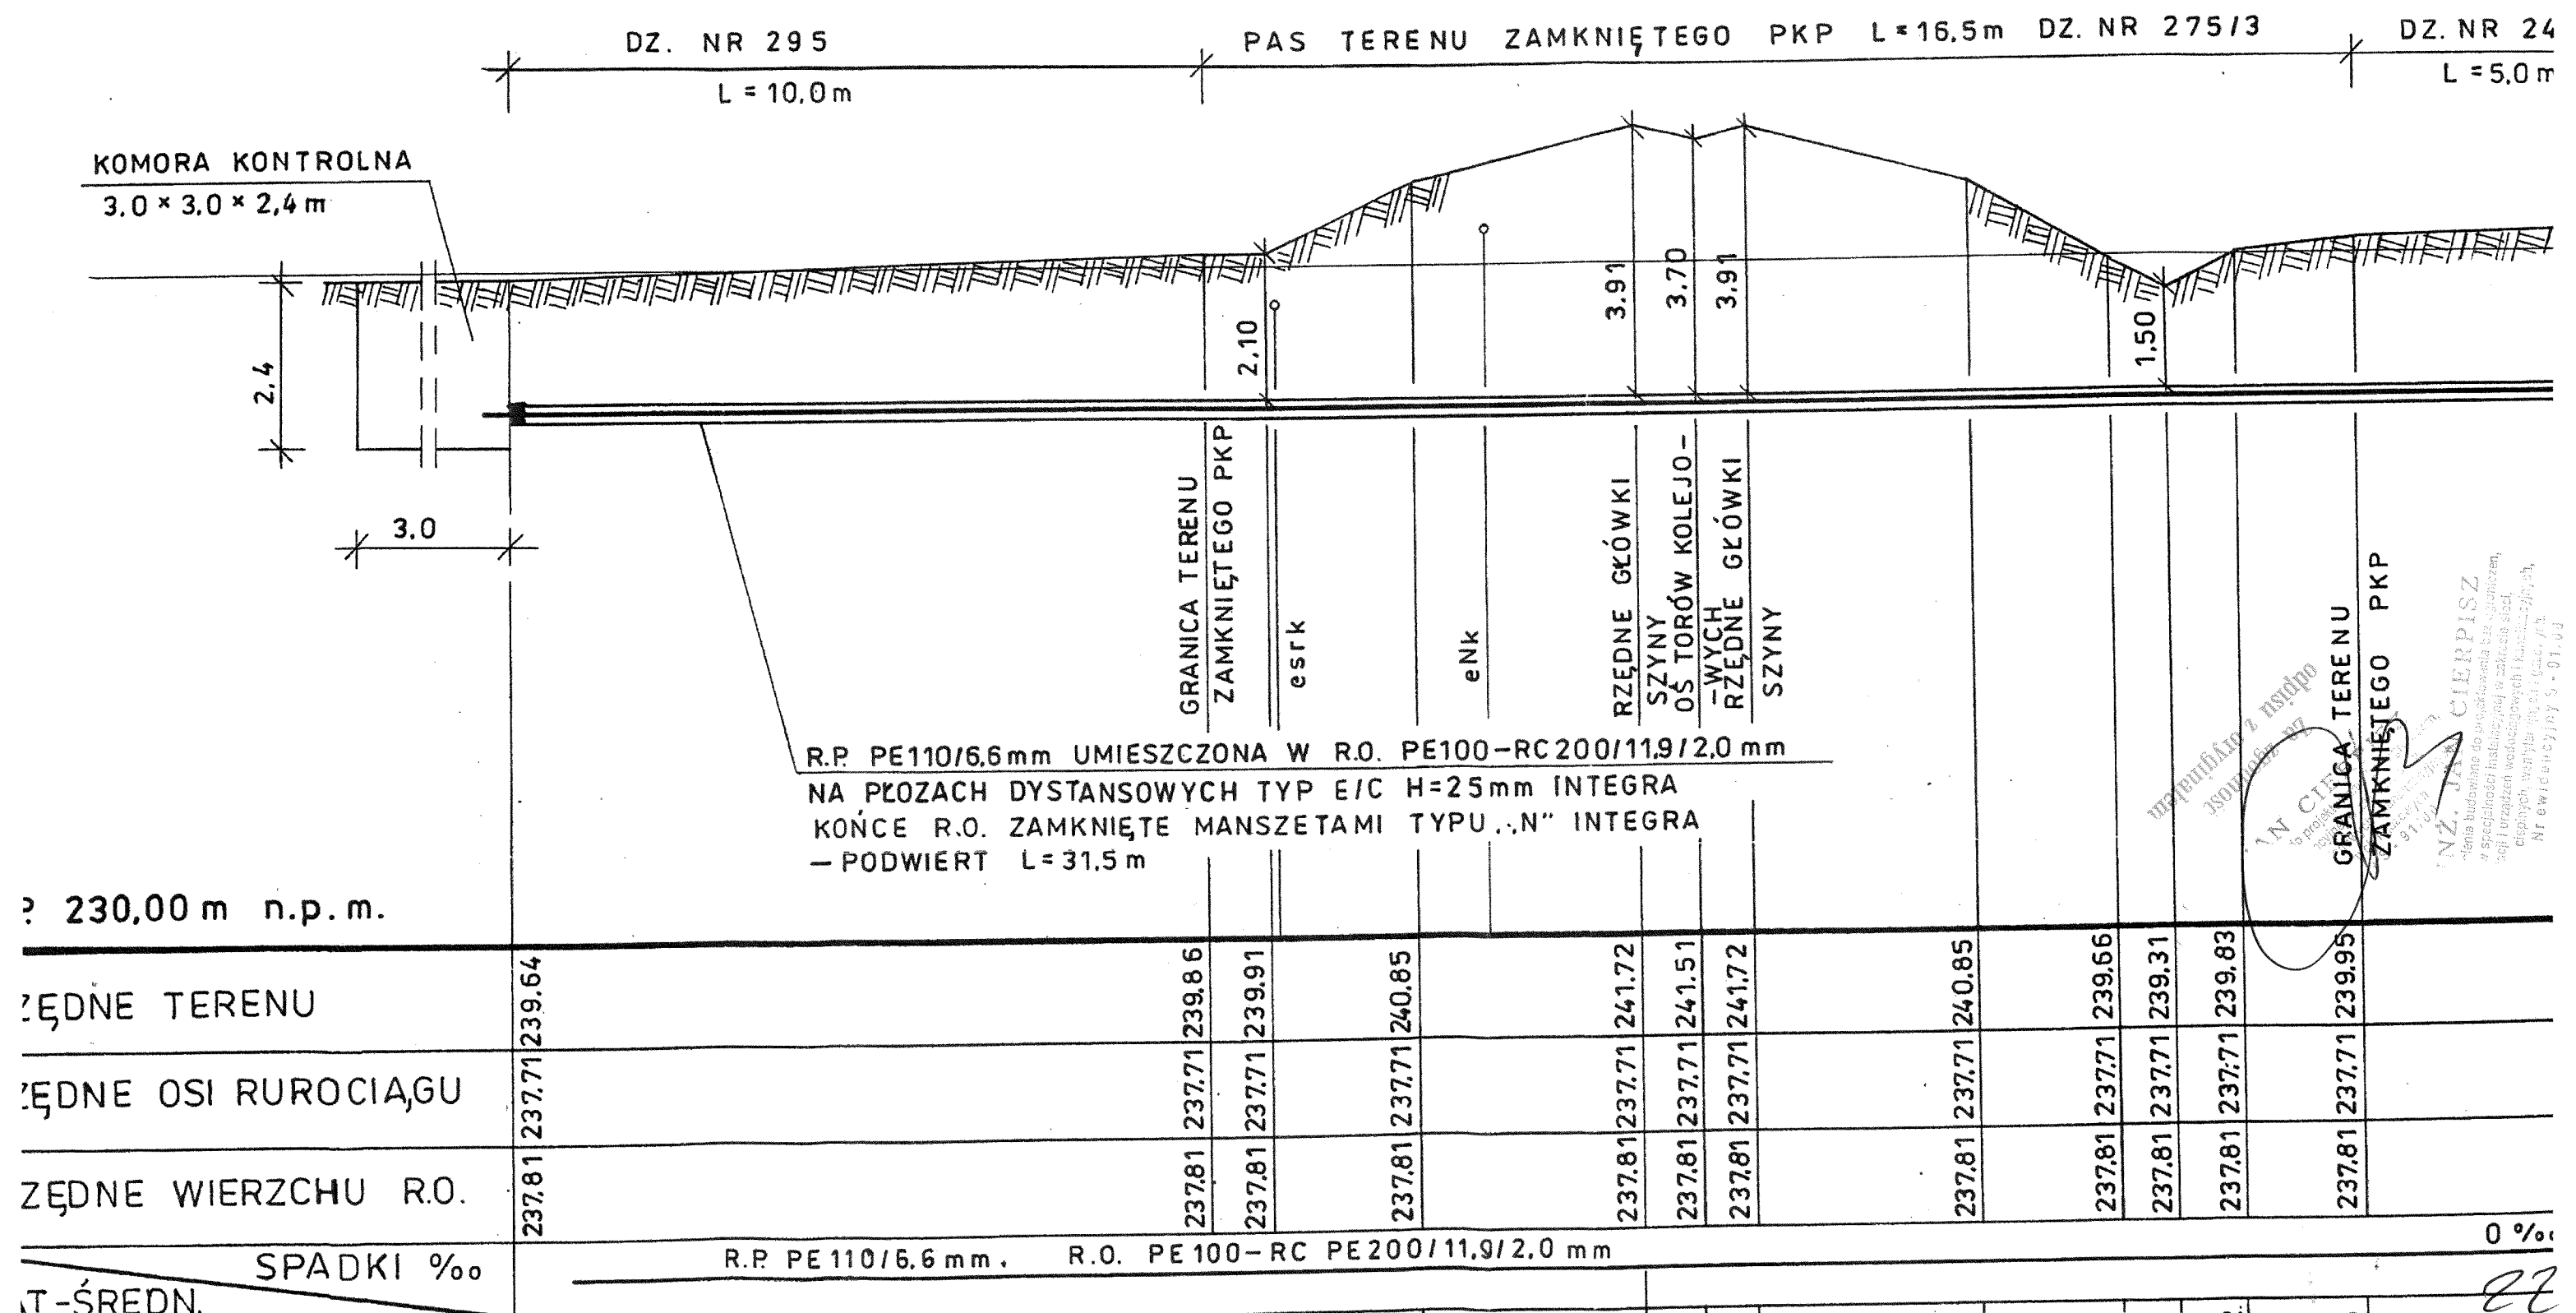 DZ. NR 295
PAS TERENU ZAMKNIĘTEGO PKP L=16.5m DZ. NR 275/3
DZ. NR 24
L = 10,0m
L = 5,0 m
KOMORA KONTROLNA
3.0 × 3.0 × 2,4 m
2.4
3.0
2.10
3.91
3.70
3.91
1.50
GRANICA TERENU
ZAMKNIĘTEGO PKP
esrk
eNk
RZĘDNE GŁÓWKI
SZYNY
OŚ TORÓW KOLEJO-
-WYCH
RZĘDNE GŁÓWKI
SZYNY
GRANICA TERENU
ZAMKNIĘTEGO PKP
INŻ. JAN CIERPISZ
R.P. PE110/6,6mm UMIESZCZONA W R.O. PE100-RC200/11,9/2,0 mm
NA PŁOZACH DYSTANSOWYCH TYP E/C H=25mm INTEGRA
KOŃCE R.O. ZAMKNIĘTE MANSZETAMI TYPU „N" INTEGRA
— PODWIERT L=31.5 m
230,00 m n.p.m.
ZĘDNE TERENU
239.64 239.86 239.91 240.85 241.72 241.51 241.72 240.85 239.66 239.31 239.83 239.95
ZĘDNE OSI RUROCIĄGU
237.71 237.71 237.71 237.71 237.71 237.71 237.71 237.71 237.71 237.71 237.71 237.71
ZĘDNE WIERZCHU R.O.
237.81 237.81 237.81 237.81 237.81 237.81 237.81 237.81 237.81 237.81 237.81 237.81
SPADKI ‰
R.P. PE110/6,6 mm. R.O. PE100-RC PE200/11,9/2.0 mm
0 ‰
AT-ŚREDN.
22